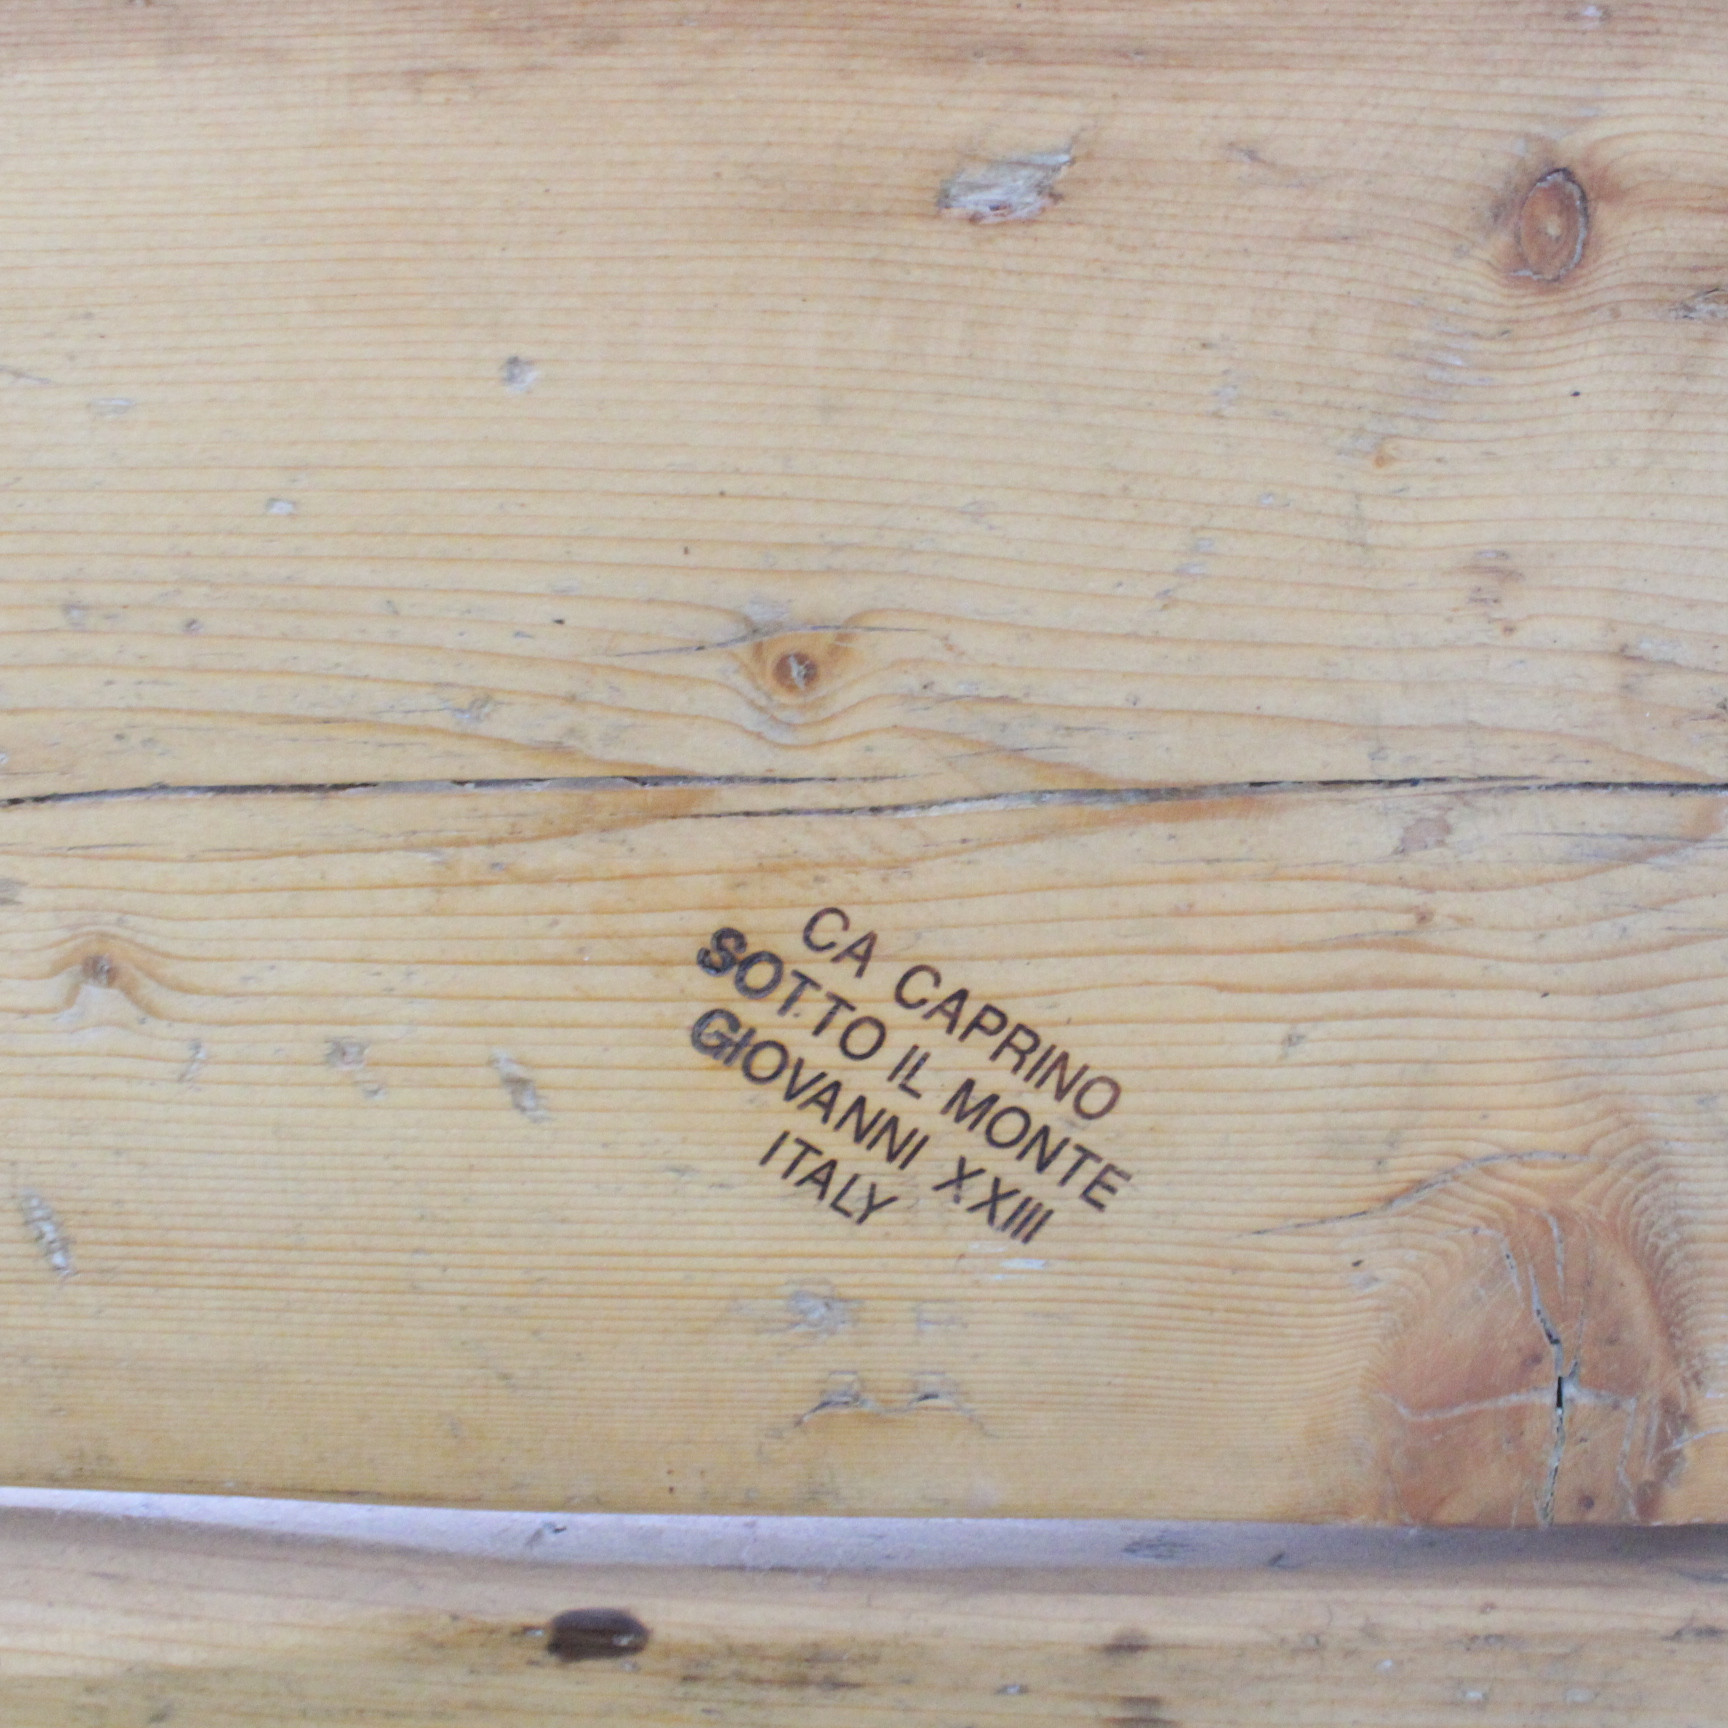 CA CAPRINO
SOTTO IL MONTE
GIOVANNI XXIII
ITALY